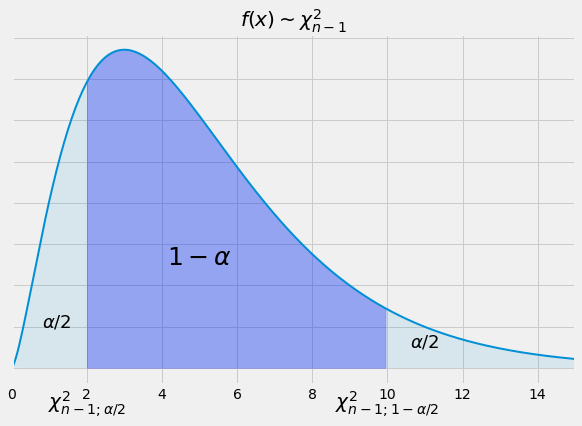 f(x) ~ χ²ₙ₋₁
1 − α
α/2
α/2
0 2 4 6 8 10 12 14
χ²ₙ₋₁; α/2 χ²ₙ₋₁; 1−α/2